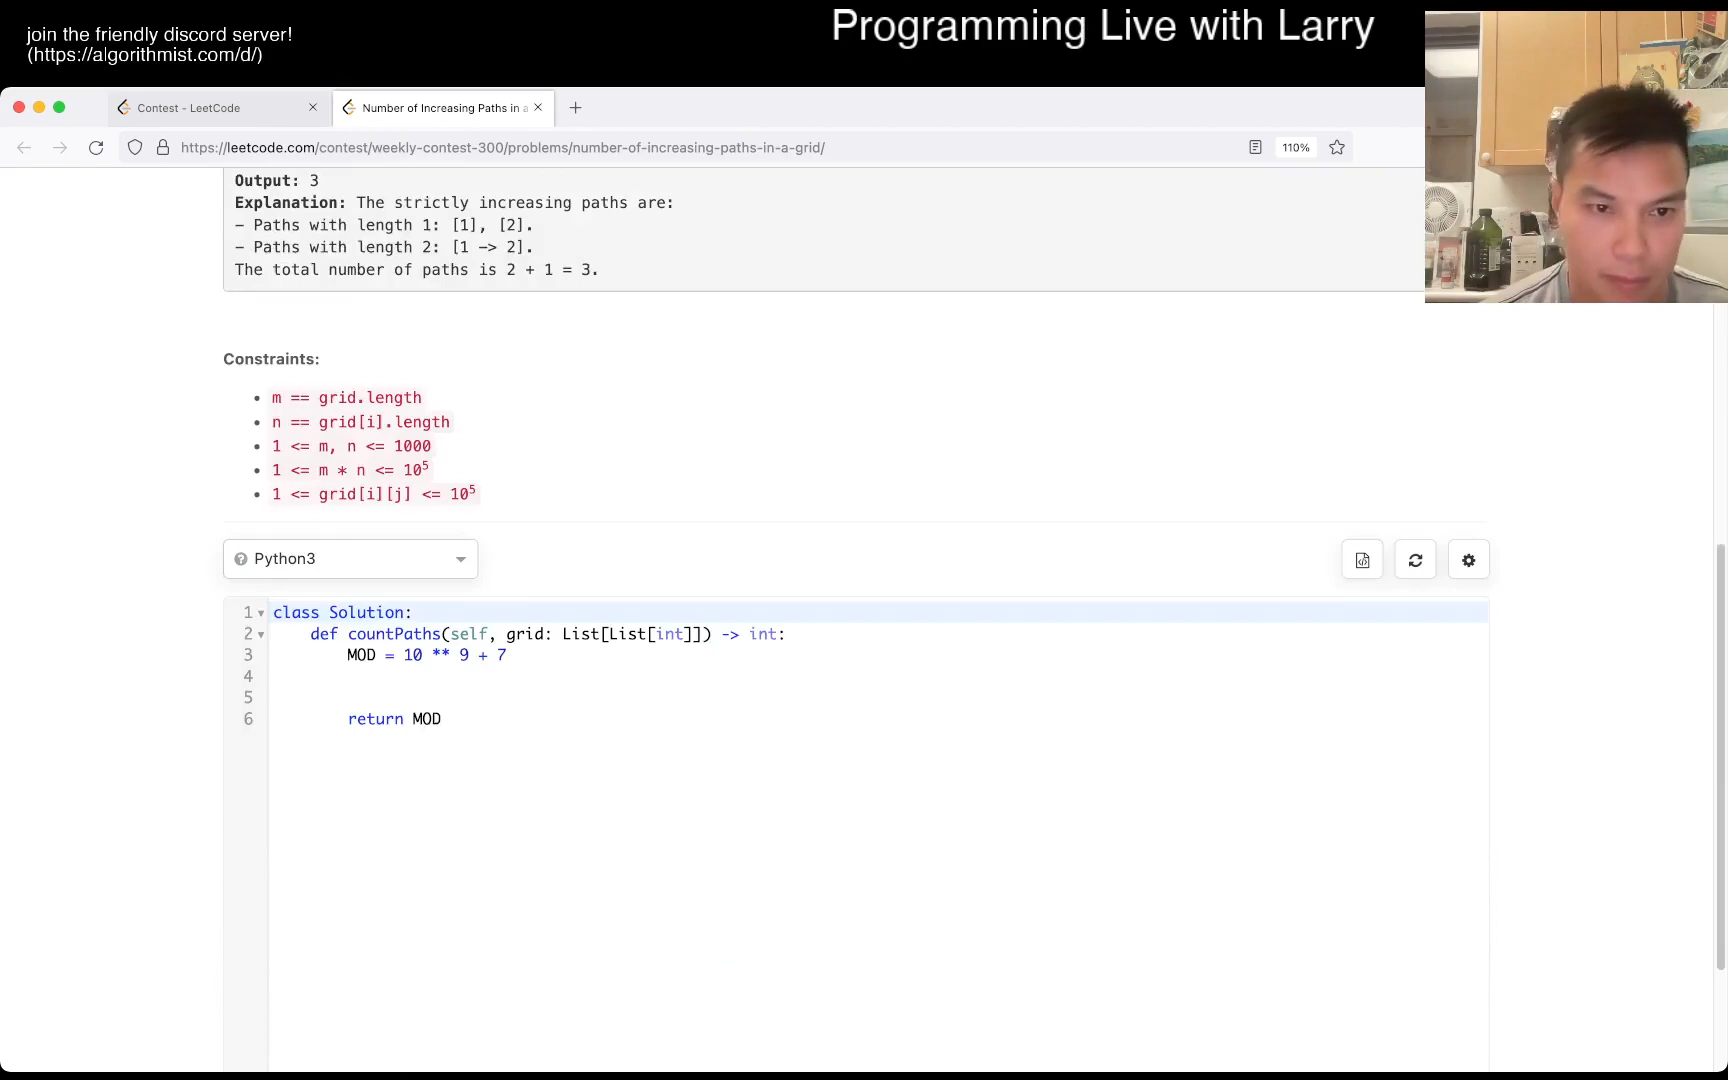 join the friendly discord server!
(https://algorithmist.com/d/)
Programming Live with Larry
Contest - LeetCode
Number of Increasing Paths in a
https://leetcode.com/contest/weekly-contest-300/problems/number-of-increasing-paths-in-a-grid/
110%
Output: 3
Explanation: The strictly increasing paths are:
- Paths with length 1: [1], [2].
- Paths with length 2: [1 -> 2].
The total number of paths is 2 + 1 = 3.
Constraints:
• m == grid.length
• n == grid[i].length
• 1 <= m, n <= 1000
• 1 <= m * n <= 10⁵
• 1 <= grid[i][j] <= 10⁵
Python3
1 class Solution:
2 def countPaths(self, grid: List[List[int]]) -> int:
3 MOD = 10 ** 9 + 7
4
5
6 return MOD